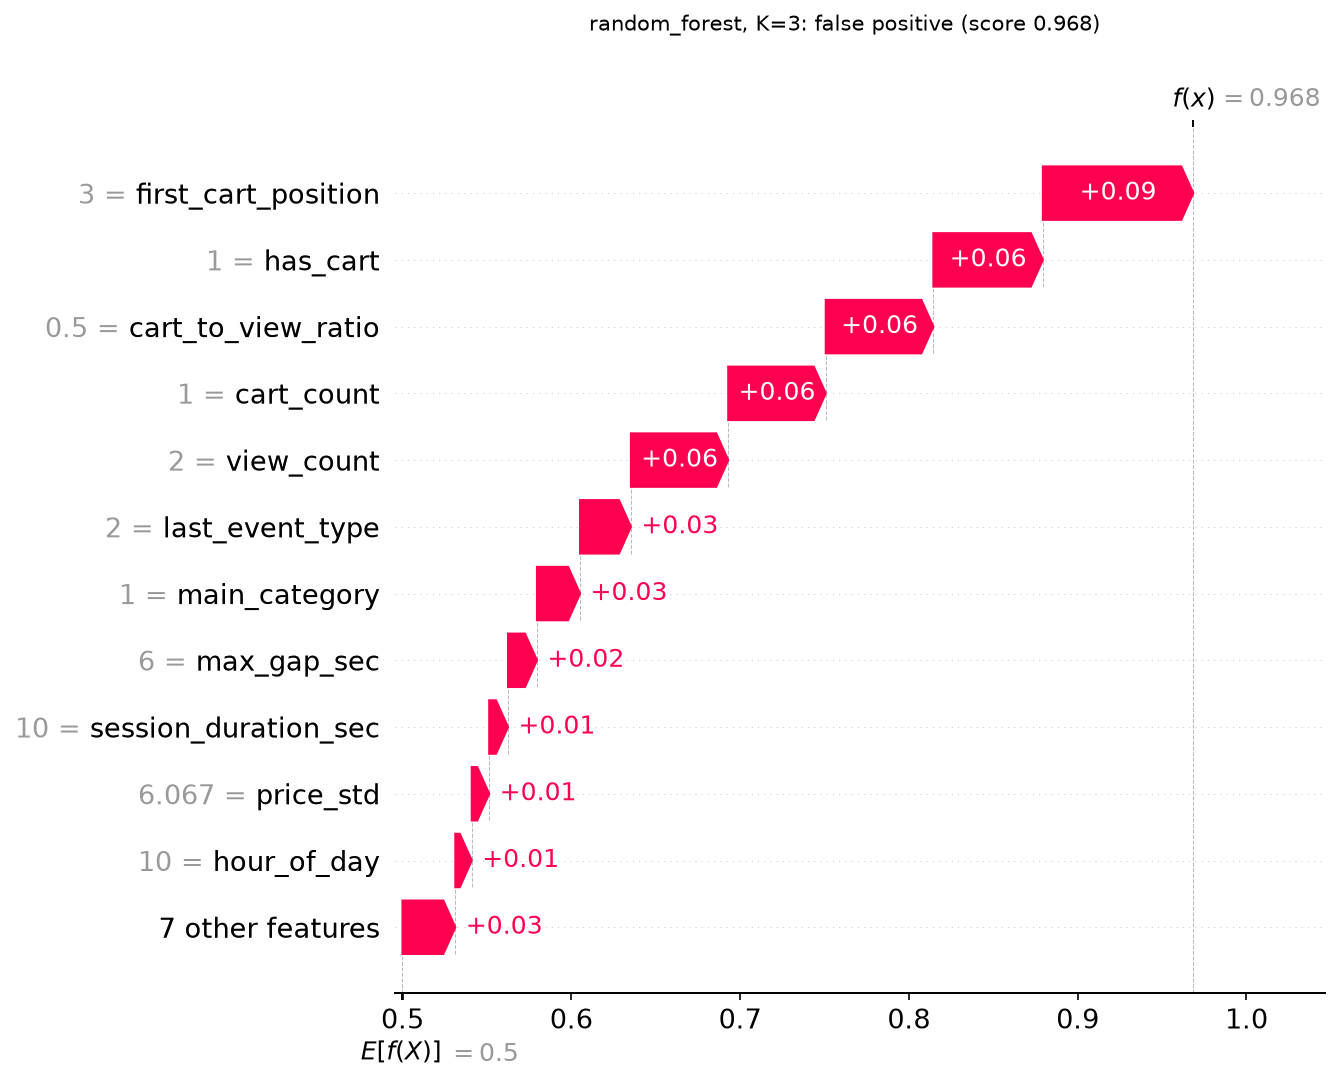 random_forest, K=3: false positive (score 0.968)
f(x) = 0.968
3 = first_cart_position +0.09
1 = has_cart +0.06
0.5 = cart_to_view_ratio +0.06
1 = cart_count +0.06
2 = view_count +0.06
2 = last_event_type +0.03
1 = main_category +0.03
6 = max_gap_sec +0.02
10 = session_duration_sec +0.01
6.067 = price_std +0.01
10 = hour_of_day +0.01
7 other features +0.03
0.5 0.6 0.7 0.8 0.9 1.0
E[f(X)] = 0.5